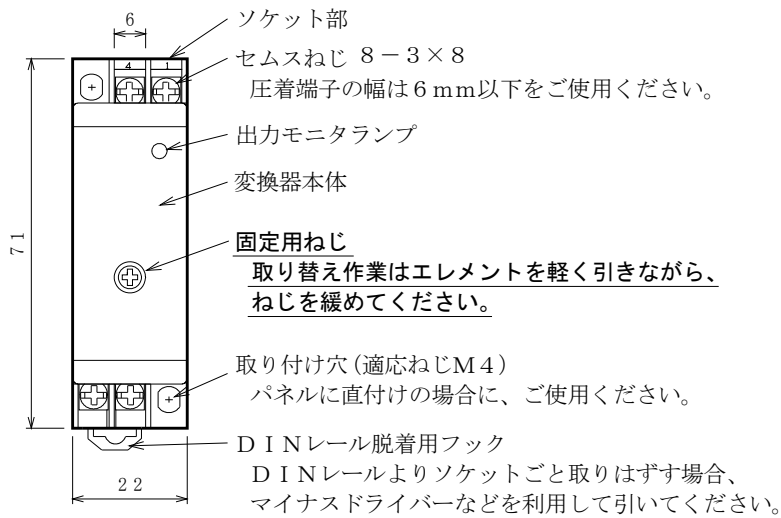 6
ソケット部
セムスねじ ８－３×８
圧着端子の幅は６mm以下をご使用ください。
4 1
出力モニタランプ
変換器本体
71
固定用ねじ
取り替え作業はエレメントを軽く引きながら、
ねじを緩めてください。
取り付け穴(適応ねじＭ４)
パネルに直付けの場合に、ご使用ください。
ＤＩＮレール脱着用フック
ＤＩＮレールよりソケットごと取りはずす場合、
マイナスドライバーなどを利用して引いてください。
22